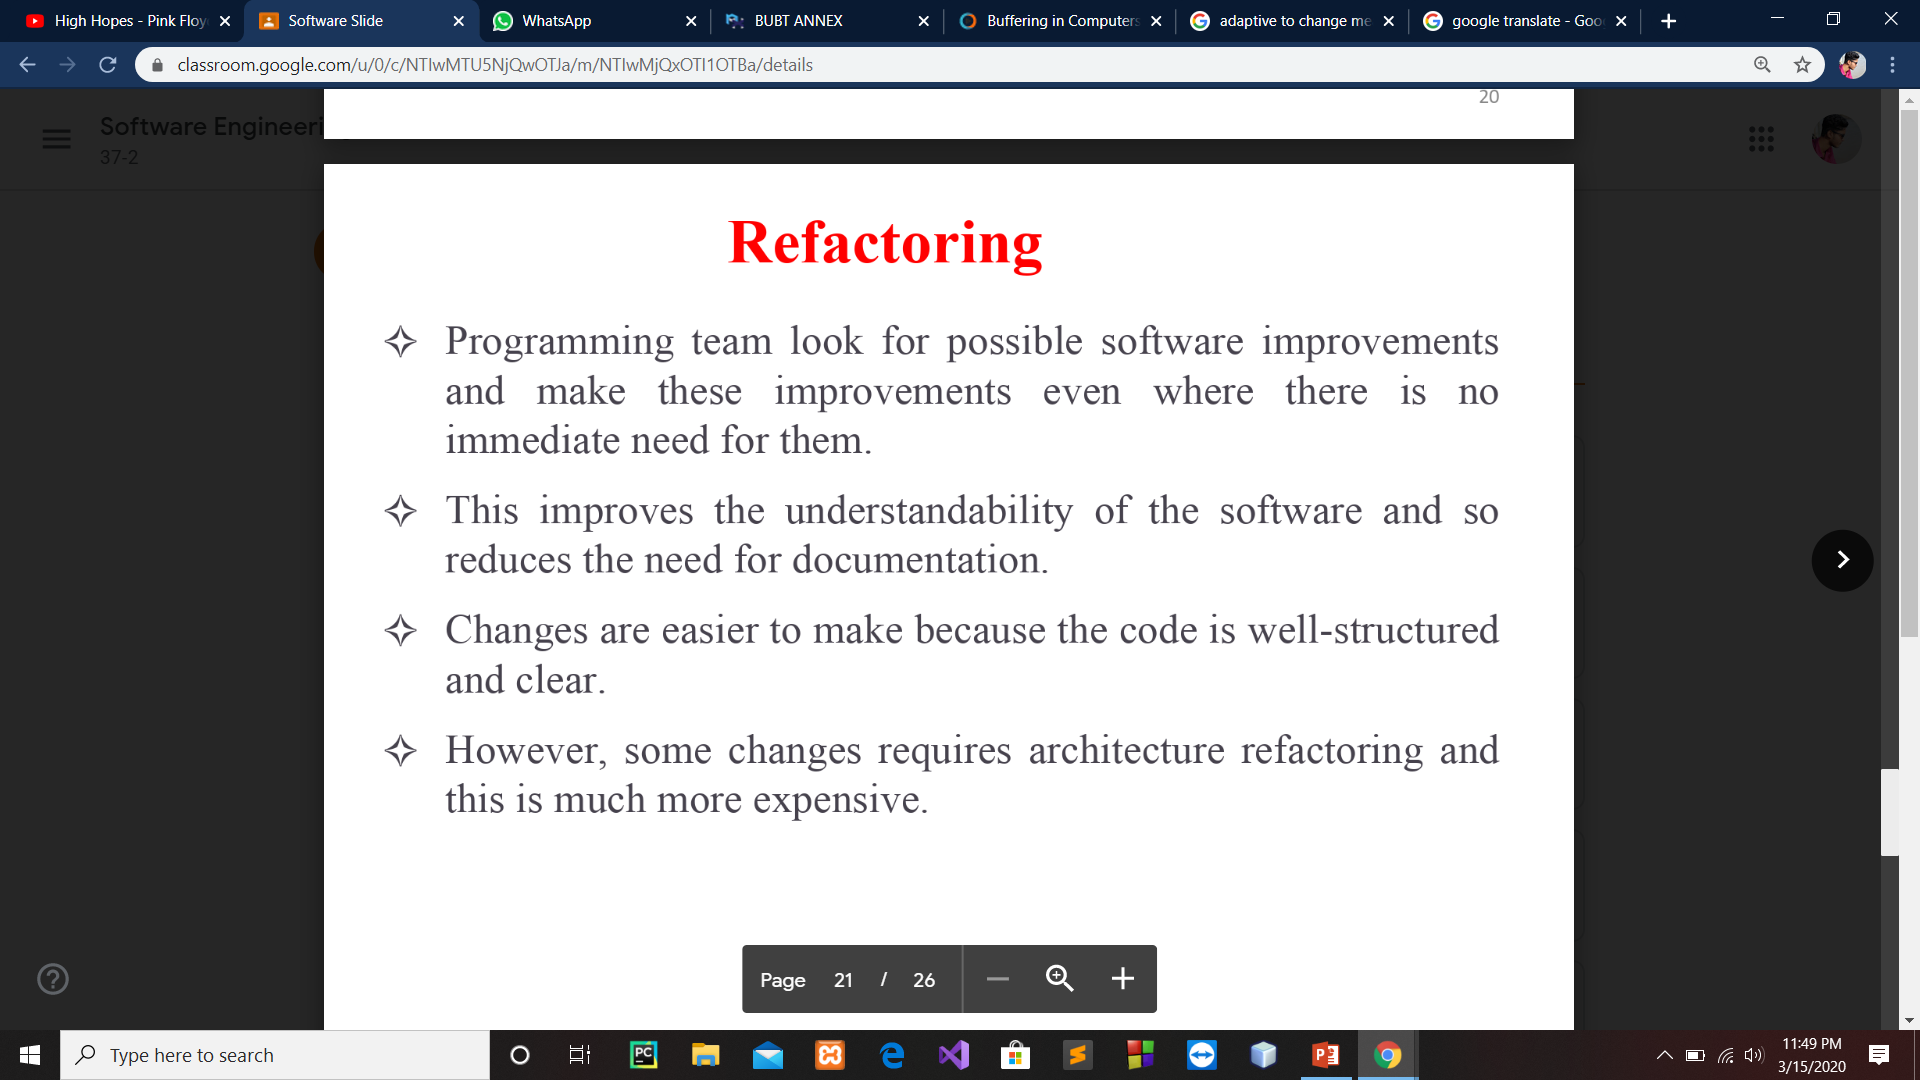 High Hopes - Pink Floy
Software Slide
WhatsApp
BUBT ANNEX
Buffering in Computers
adaptive to change me
google translate - Goo
classroom.google.com/u/0/c/NTIwMTU5NjQwOTJa/m/NTIwMjQxOTI1OTBa/details
20
Software Engineeri
37-2
Refactoring
Programming team look for possible software improvements
and make these improvements even where there is no
immediate need for them.
This improves the understandability of the software and so
reduces the need for documentation.
Changes are easier to make because the code is well-structured
and clear.
However, some changes requires architecture refactoring and
this is much more expensive.
Page 21 / 26
Type here to search
PC
11:49 PM
3/15/2020